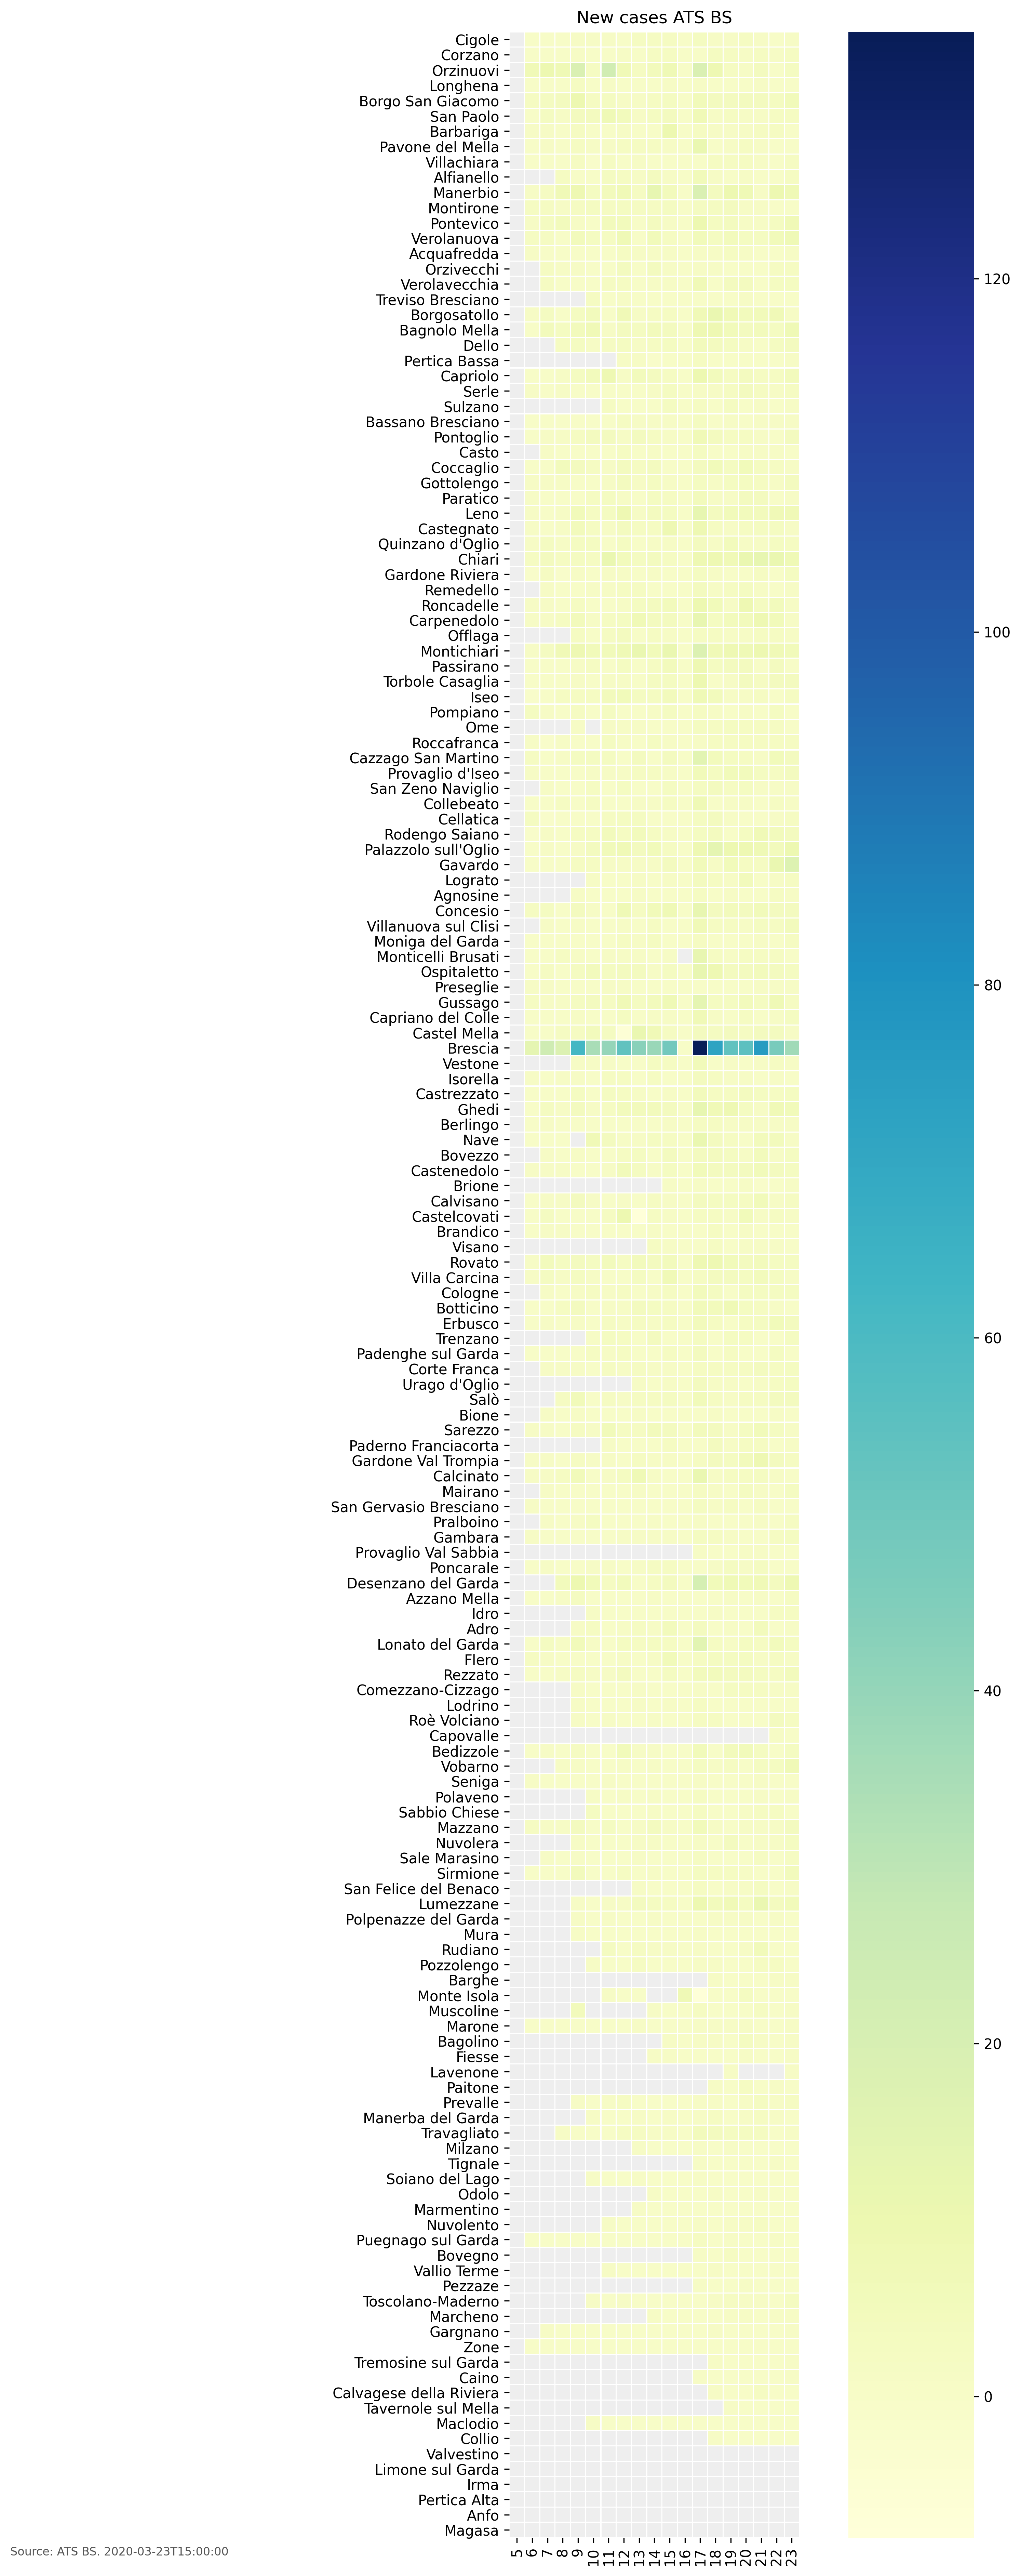 New cases ATS BS
Cigole
Corzano
Orzinuovi
Longhena
Borgo San Giacomo
San Paolo
Barbariga
Pavone del Mella
Villachiara
Alfianello
Manerbio
Montirone
Pontevico
Verolanuova
Acquafredda
Orzivecchi
Verolavecchia
Treviso Bresciano
Borgosatollo
Bagnolo Mella
Dello
Pertica Bassa
Capriolo
Serle
Sulzano
Bassano Bresciano
Pontoglio
Casto
Coccaglio
Gottolengo
Paratico
Leno
Castegnato
Quinzano d'Oglio
Chiari
Gardone Riviera
Remedello
Roncadelle
Carpenedolo
Offlaga
Montichiari
Passirano
Torbole Casaglia
Iseo
Pompiano
Ome
Roccafranca
Cazzago San Martino
Provaglio d'Iseo
San Zeno Naviglio
Collebeato
Cellatica
Rodengo Saiano
Palazzolo sull'Oglio
Gavardo
Lograto
Agnosine
Concesio
Villanuova sul Clisi
Moniga del Garda
Monticelli Brusati
Ospitaletto
Preseglie
Gussago
Capriano del Colle
Castel Mella
Brescia
Vestone
Isorella
Castrezzato
Ghedi
Berlingo
Nave
Bovezzo
Castenedolo
Brione
Calvisano
Castelcovati
Brandico
Visano
Rovato
Villa Carcina
Cologne
Botticino
Erbusco
Trenzano
Padenghe sul Garda
Corte Franca
Urago d'Oglio
Salò
Bione
Sarezzo
Paderno Franciacorta
Gardone Val Trompia
Calcinato
Mairano
San Gervasio Bresciano
Pralboino
Gambara
Provaglio Val Sabbia
Poncarale
Desenzano del Garda
Azzano Mella
Idro
Adro
Lonato del Garda
Flero
Rezzato
Comezzano-Cizzago
Lodrino
Roè Volciano
Capovalle
Bedizzole
Vobarno
Seniga
Polaveno
Sabbio Chiese
Mazzano
Nuvolera
Sale Marasino
Sirmione
San Felice del Benaco
Lumezzane
Polpenazze del Garda
Mura
Rudiano
Pozzolengo
Barghe
Monte Isola
Muscoline
Marone
Bagolino
Fiesse
Lavenone
Paitone
Prevalle
Manerba del Garda
Travagliato
Milzano
Tignale
Soiano del Lago
Odolo
Marmentino
Nuvolento
Puegnago sul Garda
Bovegno
Vallio Terme
Pezzaze
Toscolano-Maderno
Marcheno
Gargnano
Zone
Tremosine sul Garda
Caino
Calvagese della Riviera
Tavernole sul Mella
Maclodio
Collio
Valvestino
Limone sul Garda
Irma
Pertica Alta
Anfo
Magasa
5 6 7 8 9 10 11 12 13 14 15 16 17 18 19 20 21 22 23
120
100
80
60
40
20
0
Source: ATS BS. 2020-03-23T15:00:00